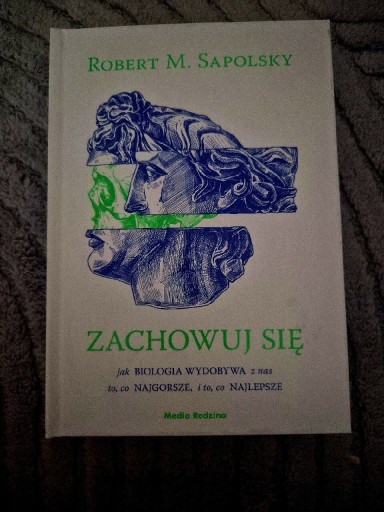 Robert M. Sapolsky
Zachowuj się
jak BIOLOGIA WYDOBYWA z nas
to, co NAJGORSZE, i to, co NAJLEPSZE
Media Rodzina